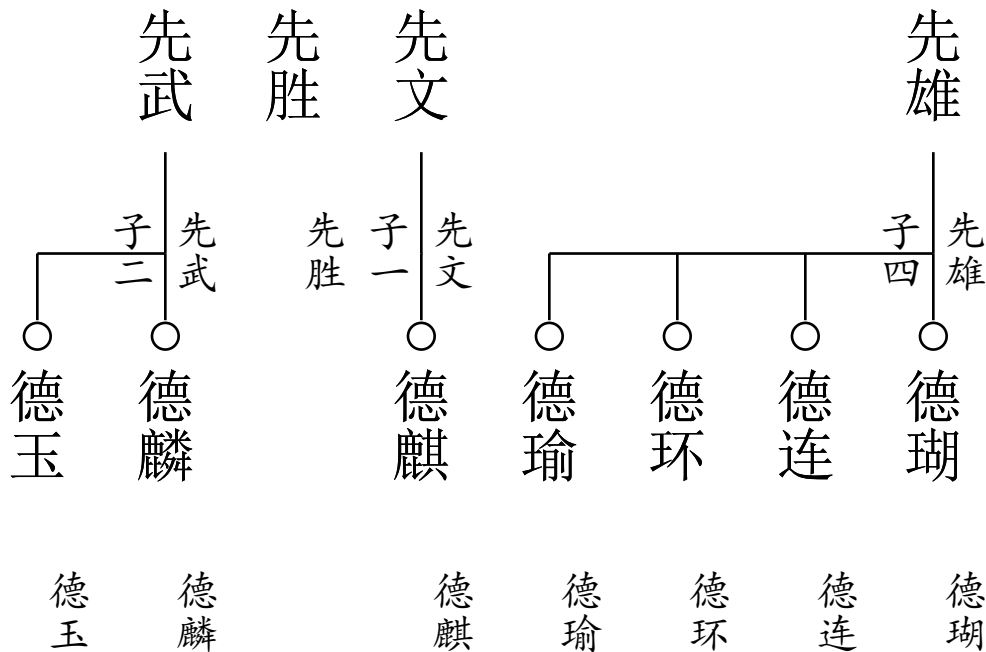 先雄
先文
先胜
先武
先雄
子四
先文
子一
先胜
先武
子二
德瑚
德连
德环
德瑜
德麒
德麟
德玉
德瑚
德连
德环
德瑜
德麒
德麟
德玉